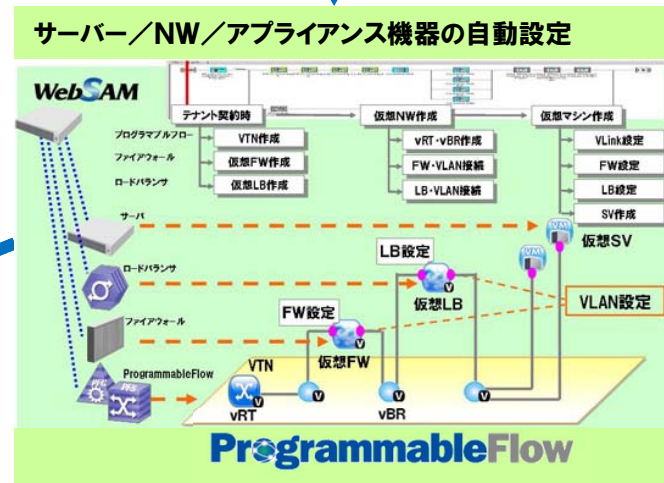 サーバー／NW／アプライアンス機器の自動設定
WebSAM
テナント契約時
仮想NW作成
仮想マシン作成
プログラマブルフロー
VTN作成
vRT・vBR作成
VLink設定
ファイアウォール
仮想FW作成
FW・VLAN接続
FW設定
ロードバランサ
仮想LB作成
LB・VLAN接続
LB設定
SV作成
サーバ
VM
仮想SV
VM
LB設定
ロードバランサ
V
仮想LB
VLAN設定
FW設定
ファイアウォール
V
仮想FW
ProgrammableFlow
VTN
PFC
PFS
V
V
V
V
vRT
vBR
ProgrammableFlow